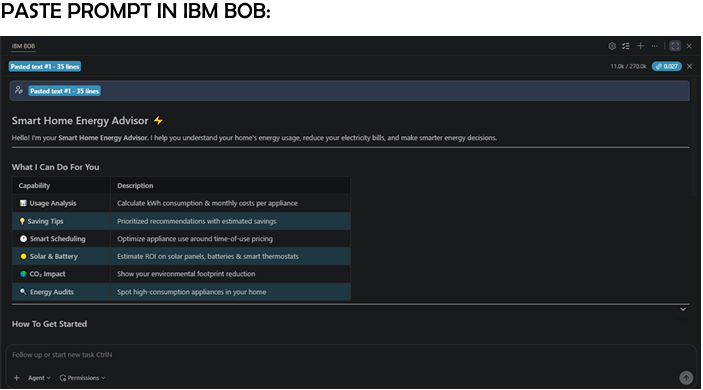 PASTE PROMPT IN IBM BOB:
IBM BOB
Pasted text #1 - 35 lines
11.0k / 270.0k 0.027
Pasted text #1 - 35 lines
Smart Home Energy Advisor ⚡
Hello! I'm your Smart Home Energy Advisor. I help you understand your home's energy usage, reduce your electricity bills, and make smarter energy decisions.
What I Can Do For You
Capability Description
📊 Usage Analysis Calculate kWh consumption & monthly costs per appliance
💡 Saving Tips Prioritized recommendations with estimated savings
🕐 Smart Scheduling Optimize appliance use around time-of-use pricing
🟡 Solar & Battery Estimate ROI on solar panels, batteries & smart thermostats
🌍 CO₂ Impact Show your environmental footprint reduction
🔍 Energy Audits Spot high-consumption appliances in your home
How To Get Started
Follow up or start new task CtrlN
Agent Permissions